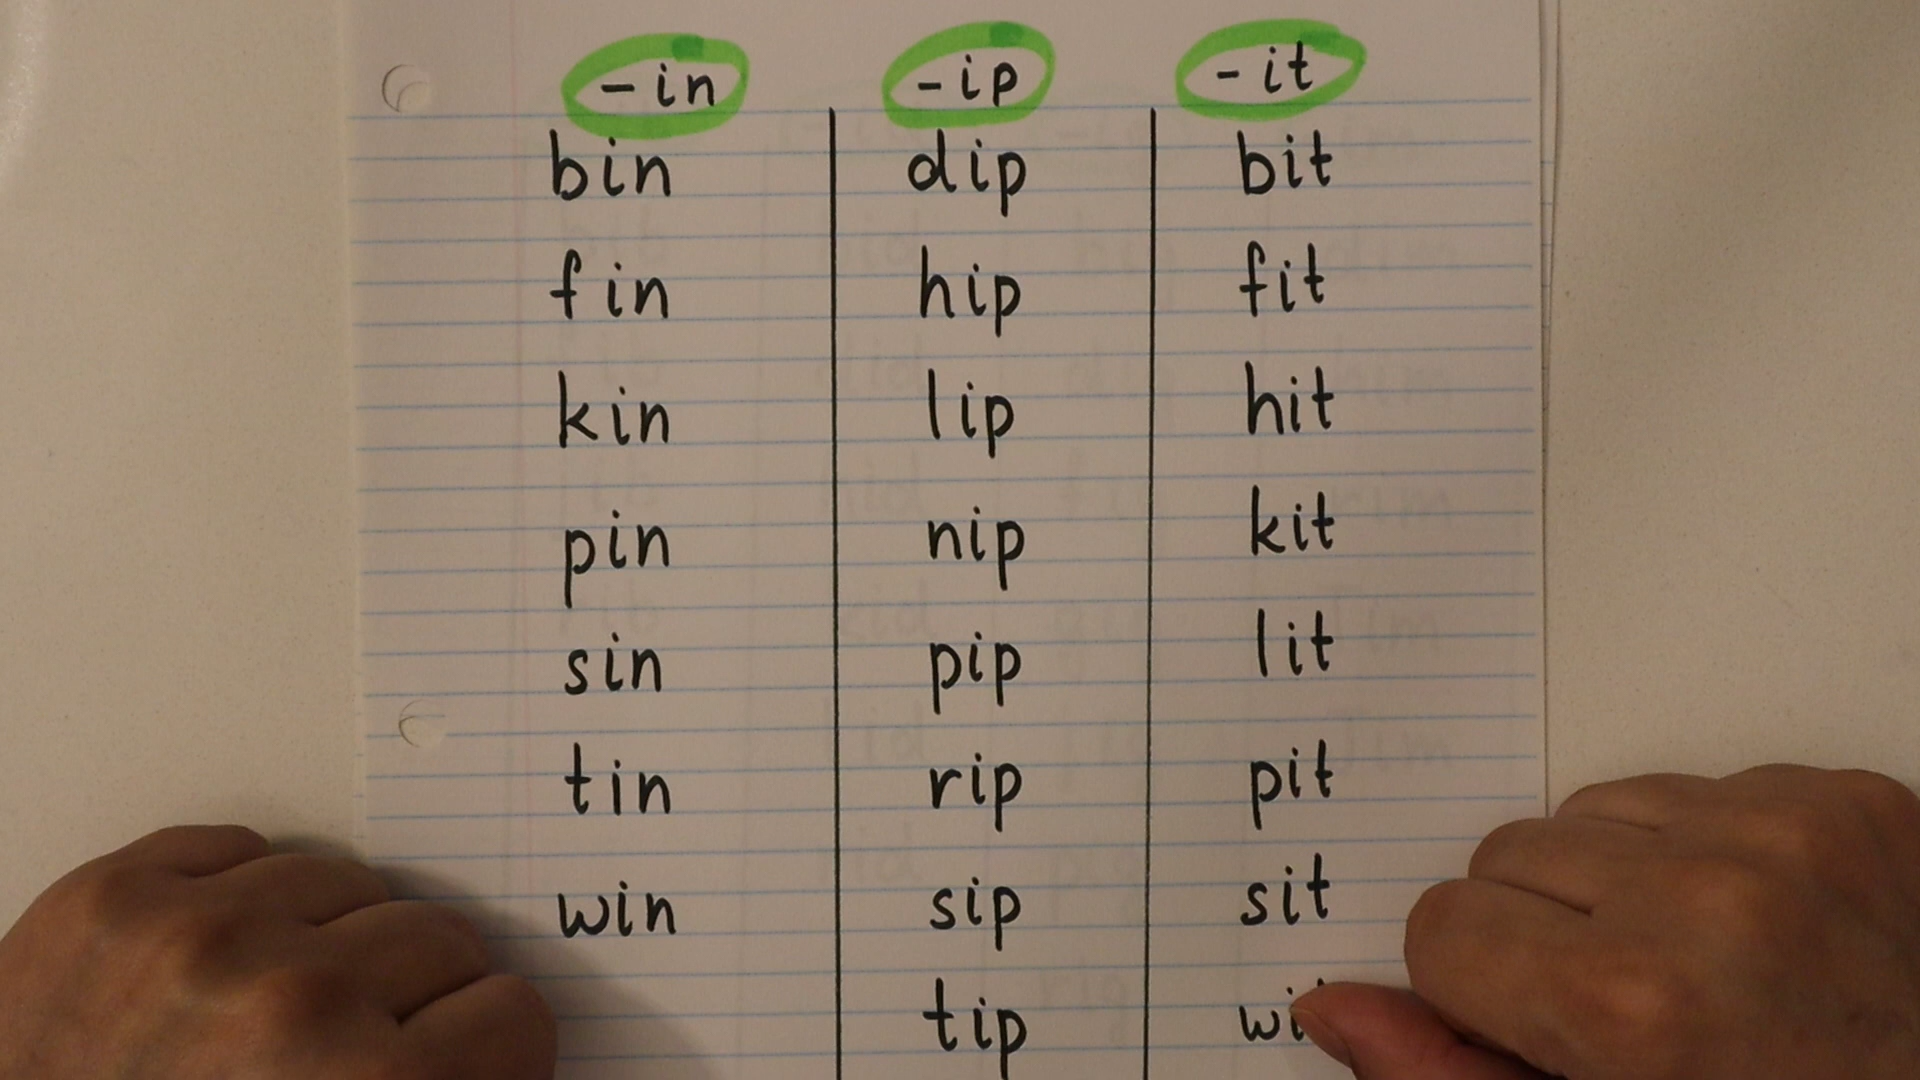 -in -ip -it
bin dip bit
fin hip fit
kin lip hit
pin nip kit
sin pip lit
tin rip pit
win sip sit
tip